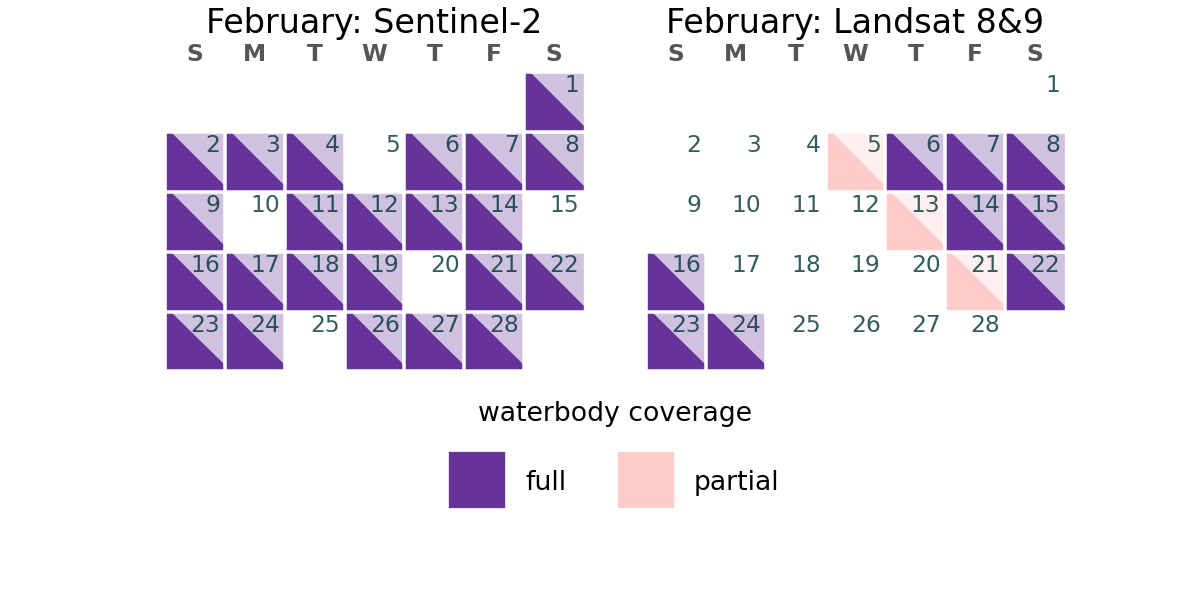 February: Sentinel-2
S M T W T F S
1
2 3 4 5 6 7 8
9 10 11 12 13 14 15
16 17 18 19 20 21 22
23 24 25 26 27 28
February: Landsat 8&9
S M T W T F S
1
2 3 4 5 6 7 8
9 10 11 12 13 14 15
16 17 18 19 20 21 22
23 24 25 26 27 28
waterbody coverage
full partial